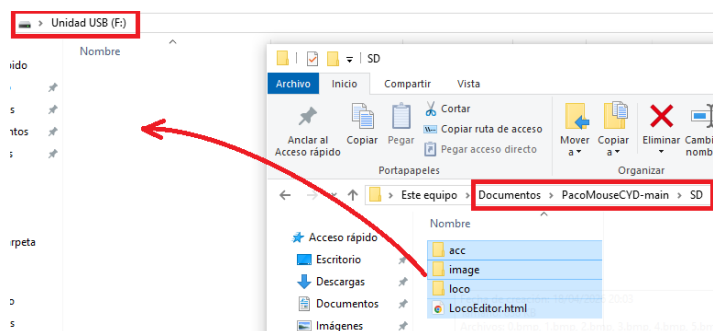 > Unidad USB (F:)
Nombre
ido
s
ntos
s
rpeta
o
s
SD
Archivo Inicio Compartir Vista
Anclar al
Acceso rápido
Copiar
Pegar
Cortar
Copiar ruta de acceso
Pegar acceso directo
Portapapeles
Mover
a
Copiar
a
Eliminar
Cambi
nomb
Organizar
> Este equipo > Documentos > PacoMouseCYD-main > SD
Nombre
Acceso rápido
Escritorio
Descargas
Documentos
Imágenes
acc
image
loco
LocoEditor.html